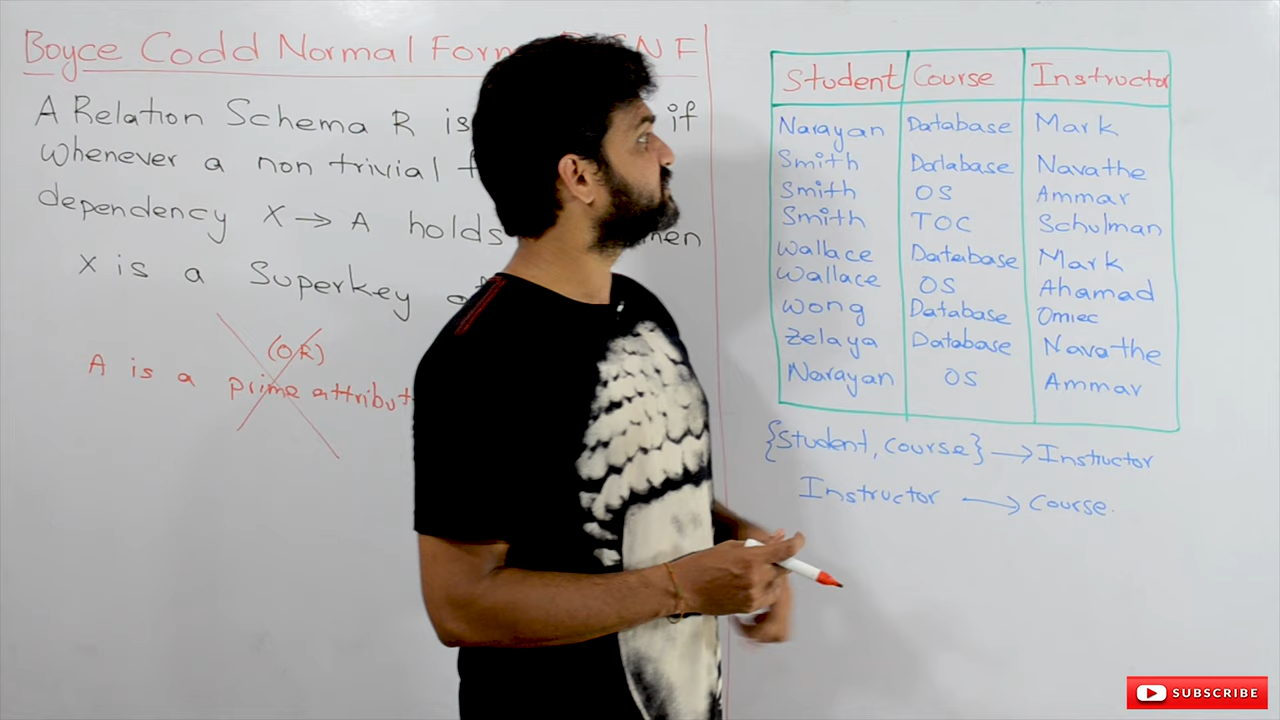 Boyce Codd Normal Form NF
A Relation Schema R is if
Whenever a non trivial
dependency X → A holds
X is a Superkey
(OR)
A is a prime
Student Course Instructor
Narayan Database Mark
Smith Database Navathe
Smith OS Ammar
Smith TOC Schulman
Wallace Database Mark
Wallace OS Ahamad
Wong Database Omiec
Zelaya Database Navathe
Narayan OS Ammar
{Student, Course} → Instructor
Instructor → Course.
SUBSCRIBE